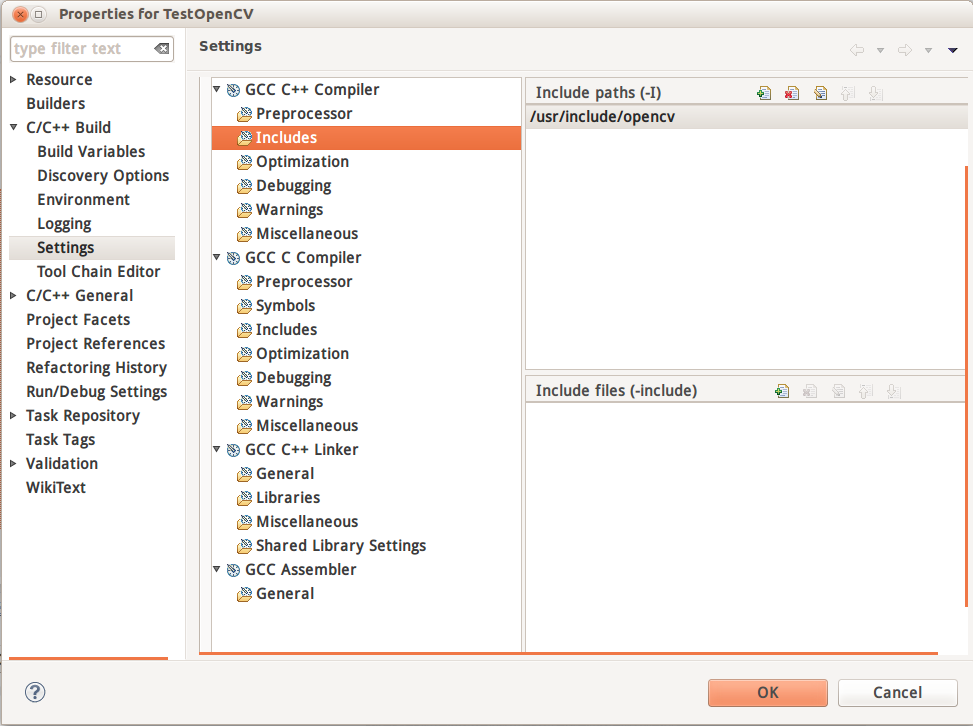 Properties for TestOpenCV
type filter text
Resource
Builders
C/C++ Build
Build Variables
Discovery Options
Environment
Logging
Settings
Tool Chain Editor
C/C++ General
Project Facets
Project References
Refactoring History
Run/Debug Settings
Task Repository
Task Tags
Validation
WikiText
Settings
GCC C++ Compiler
Preprocessor
Includes
Optimization
Debugging
Warnings
Miscellaneous
GCC C Compiler
Preprocessor
Symbols
Includes
Optimization
Debugging
Warnings
Miscellaneous
GCC C++ Linker
General
Libraries
Miscellaneous
Shared Library Settings
GCC Assembler
General
Include paths (-I)
/usr/include/opencv
Include files (-include)
?
OK
Cancel